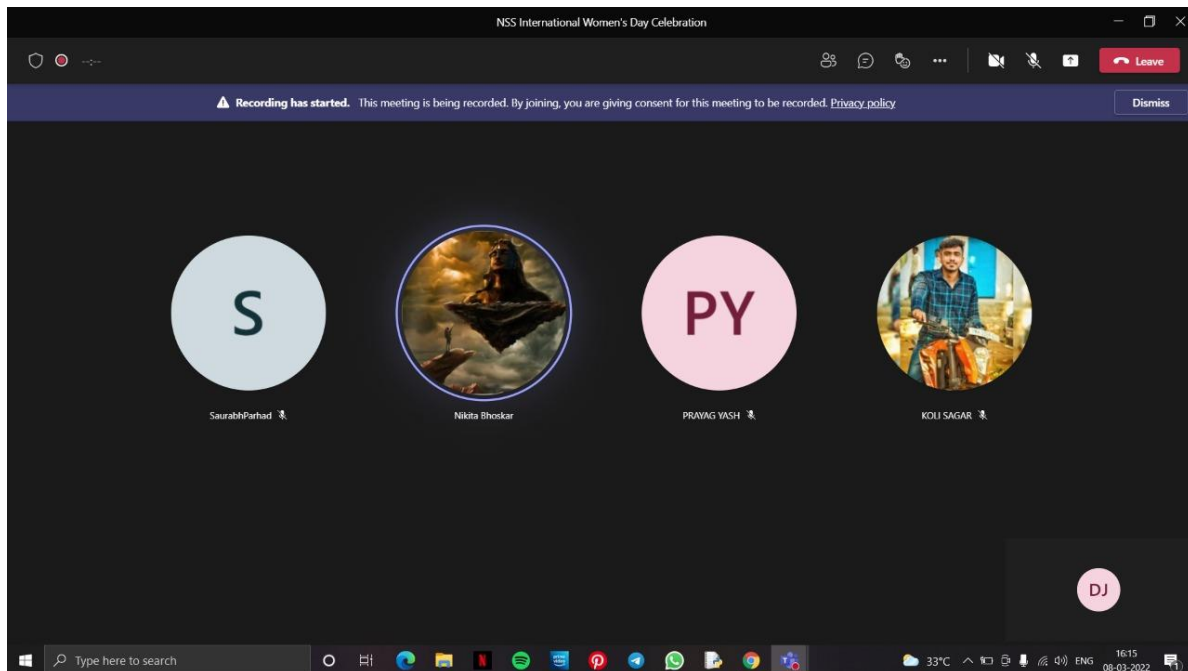 NSS International Women's Day Celebration
--:--
Leave
Recording has started. This meeting is being recorded. By joining, you are giving consent for this meeting to be recorded. Privacy policy
Dismiss
S
PY
SaurabhParhad
Nikita Bhoskar
PRAYAG YASH
KOLI SAGAR
DJ
Type here to search
33°C
ENG
16:15
08-03-2022